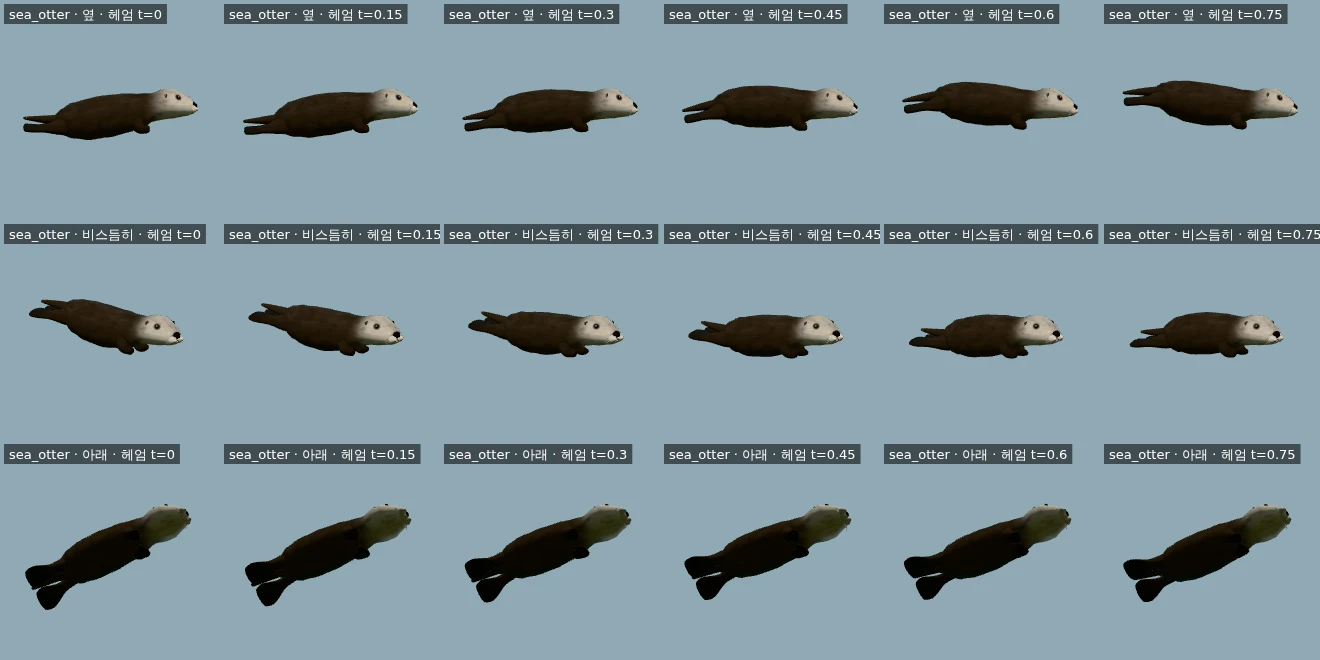 sea_otter · 옆 · 헤엄 t=0
sea_otter · 옆 · 헤엄 t=0.15
sea_otter · 옆 · 헤엄 t=0.3
sea_otter · 옆 · 헤엄 t=0.45
sea_otter · 옆 · 헤엄 t=0.6
sea_otter · 옆 · 헤엄 t=0.75
sea_otter · 비스듬히 · 헤엄 t=0
sea_otter · 비스듬히 · 헤엄 t=0.15
sea_otter · 비스듬히 · 헤엄 t=0.3
sea_otter · 비스듬히 · 헤엄 t=0.45
sea_otter · 비스듬히 · 헤엄 t=0.6
sea_otter · 비스듬히 · 헤엄 t=0.75
sea_otter · 아래 · 헤엄 t=0
sea_otter · 아래 · 헤엄 t=0.15
sea_otter · 아래 · 헤엄 t=0.3
sea_otter · 아래 · 헤엄 t=0.45
sea_otter · 아래 · 헤엄 t=0.6
sea_otter · 아래 · 헤엄 t=0.75